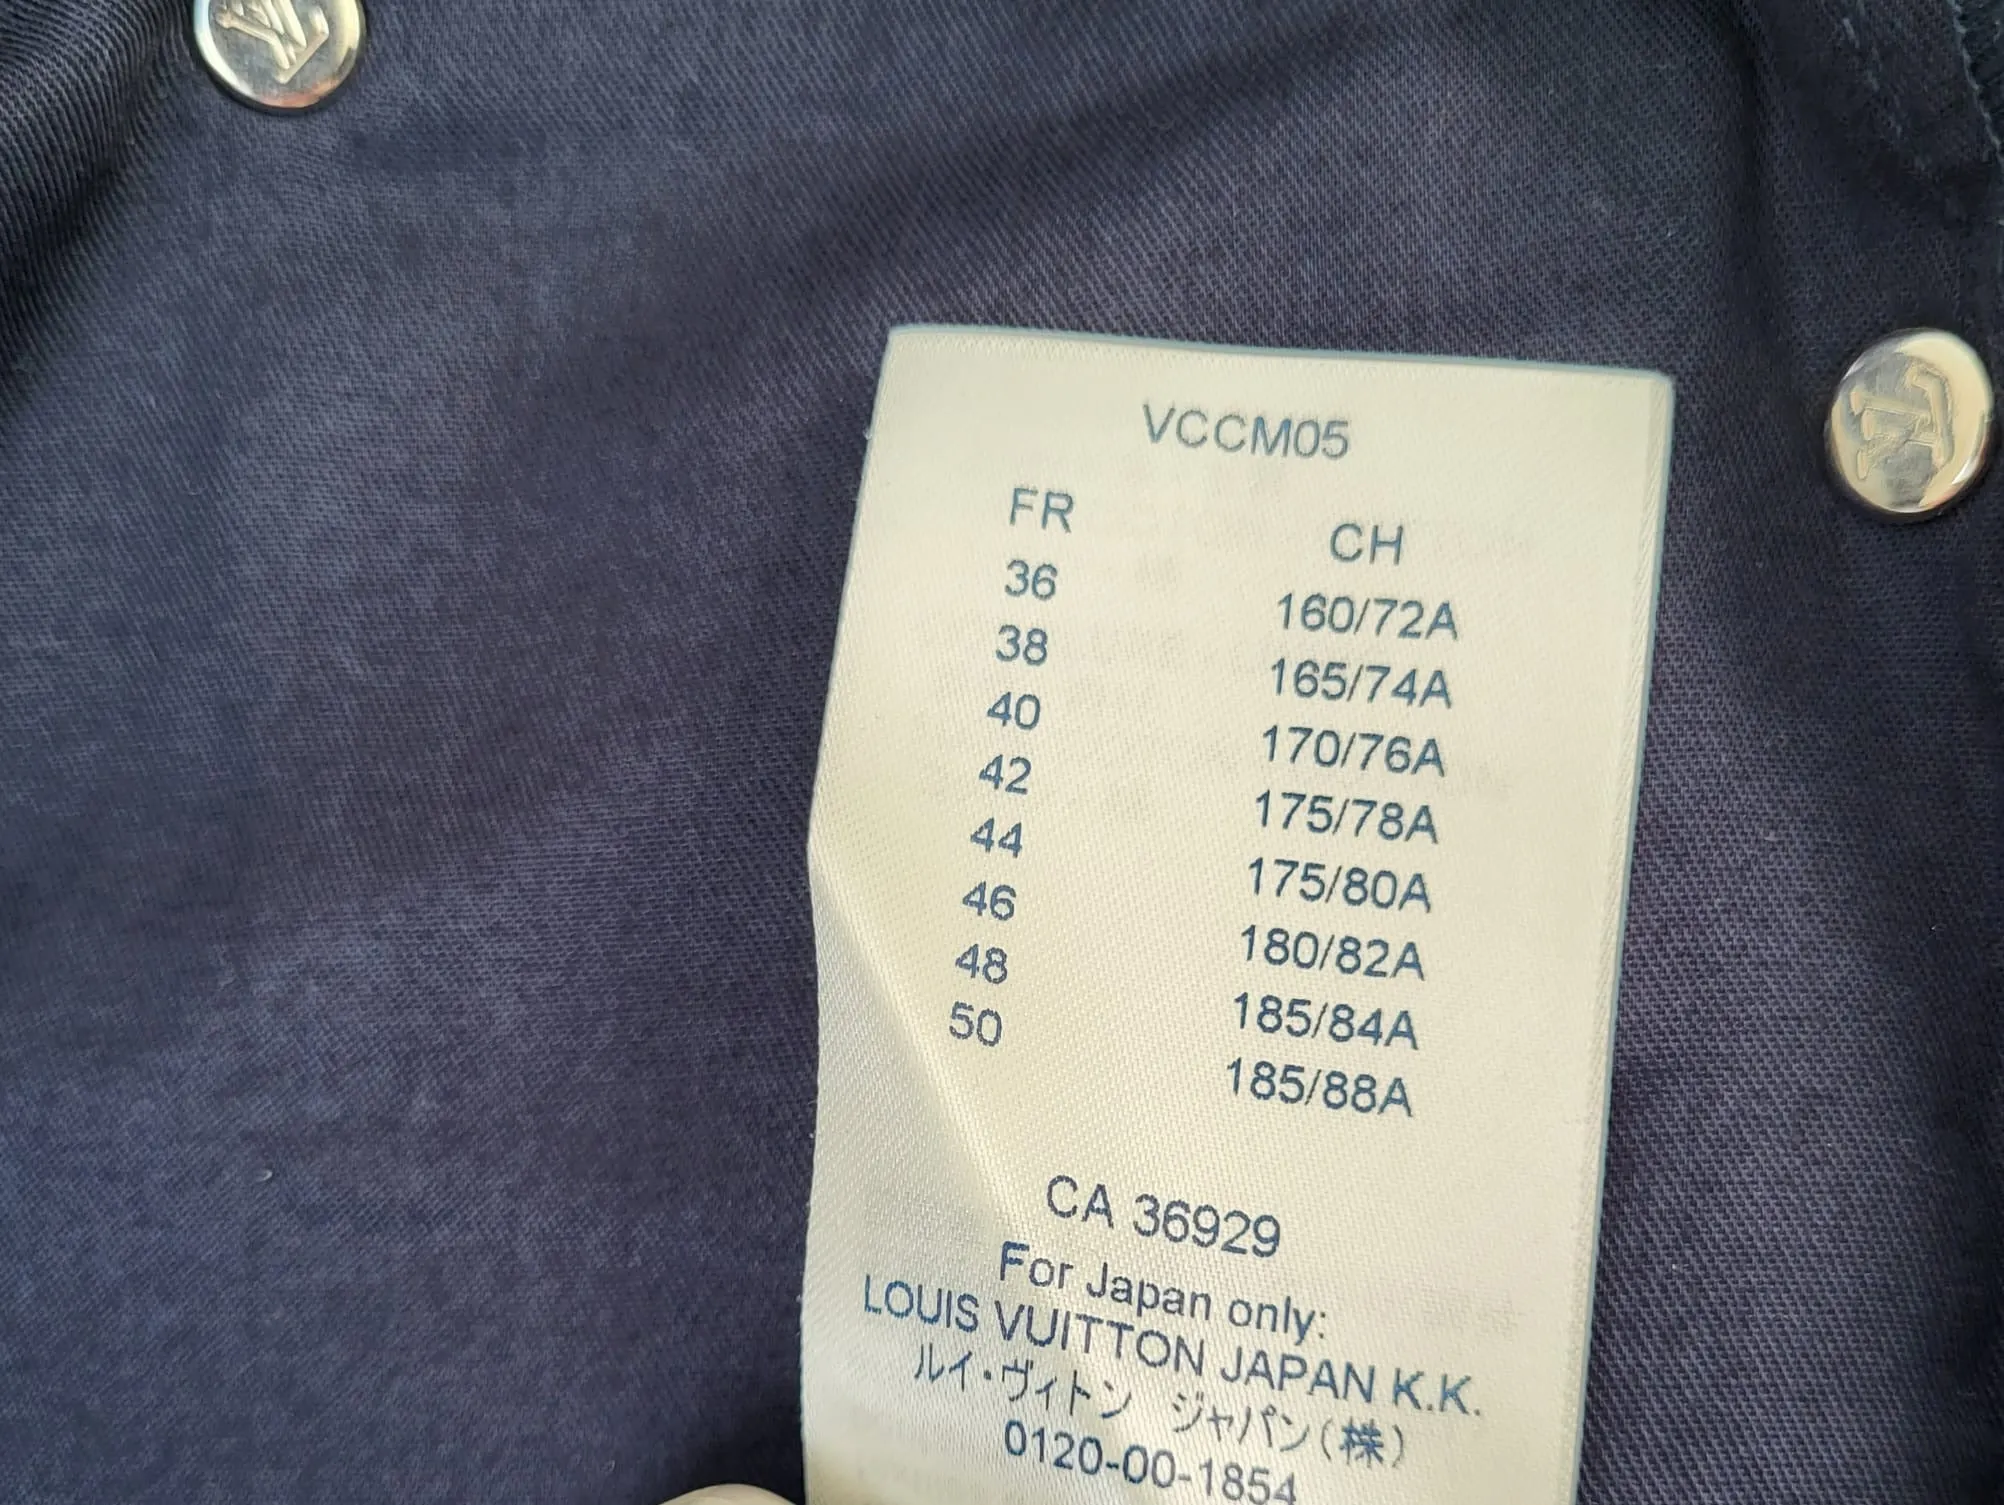 VCCM05
FR CH
36 160/72A
38 165/74A
40 170/76A
42 175/78A
44 175/80A
46 180/82A
48 185/84A
50 185/88A
CA 36929
For Japan only:
LOUIS VUITTON JAPAN K.K.
ルイ・ヴィトン ジャパン(株)
0120-00-1854
LV
LV